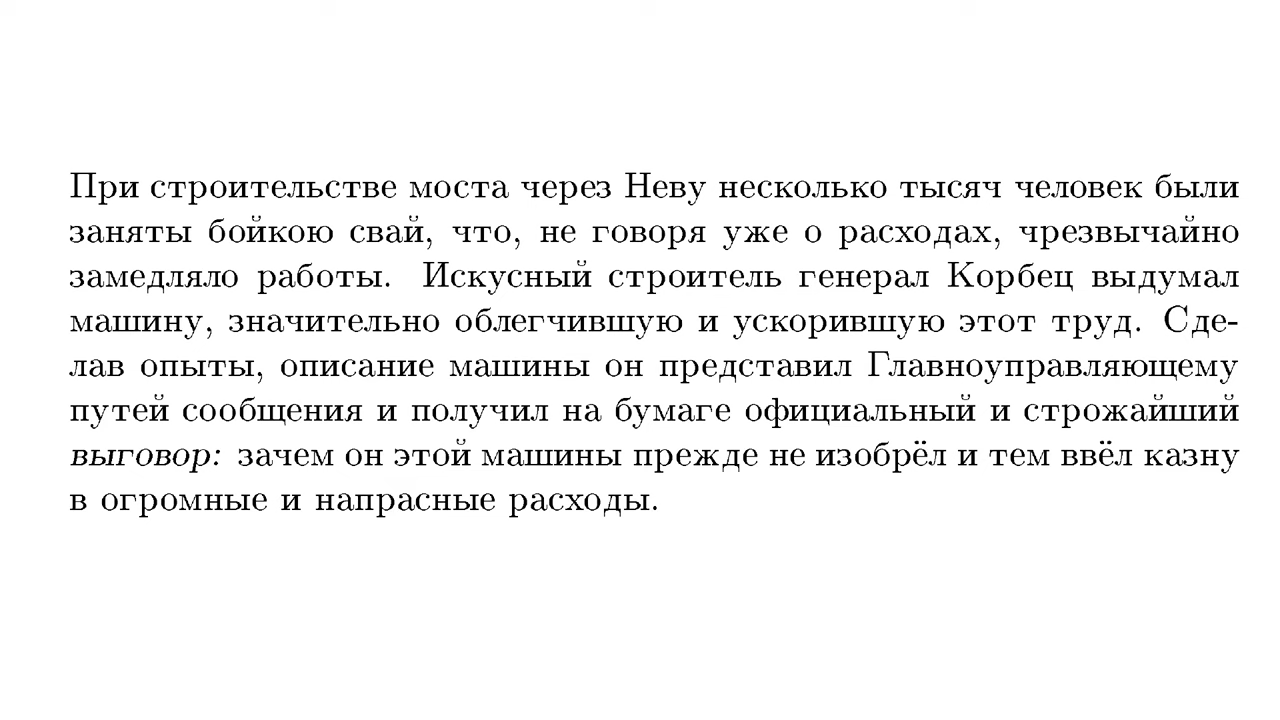 При строительстве моста через Неву несколько тысяч человек были
заняты бойкою свай, что, не говоря уже о расходах, чрезвычайно
замедляло работы. Искусный строитель генерал Корбец выдумал
машину, значительно облегчившую и ускорившую этот труд. Сде-
лав опыты, описание машины он представил Главноуправляющему
путей сообщения и получил на бумаге официальный и строжайший
выговор: зачем он этой машины прежде не изобрёл и тем ввёл казну
в огромные и напрасные расходы.